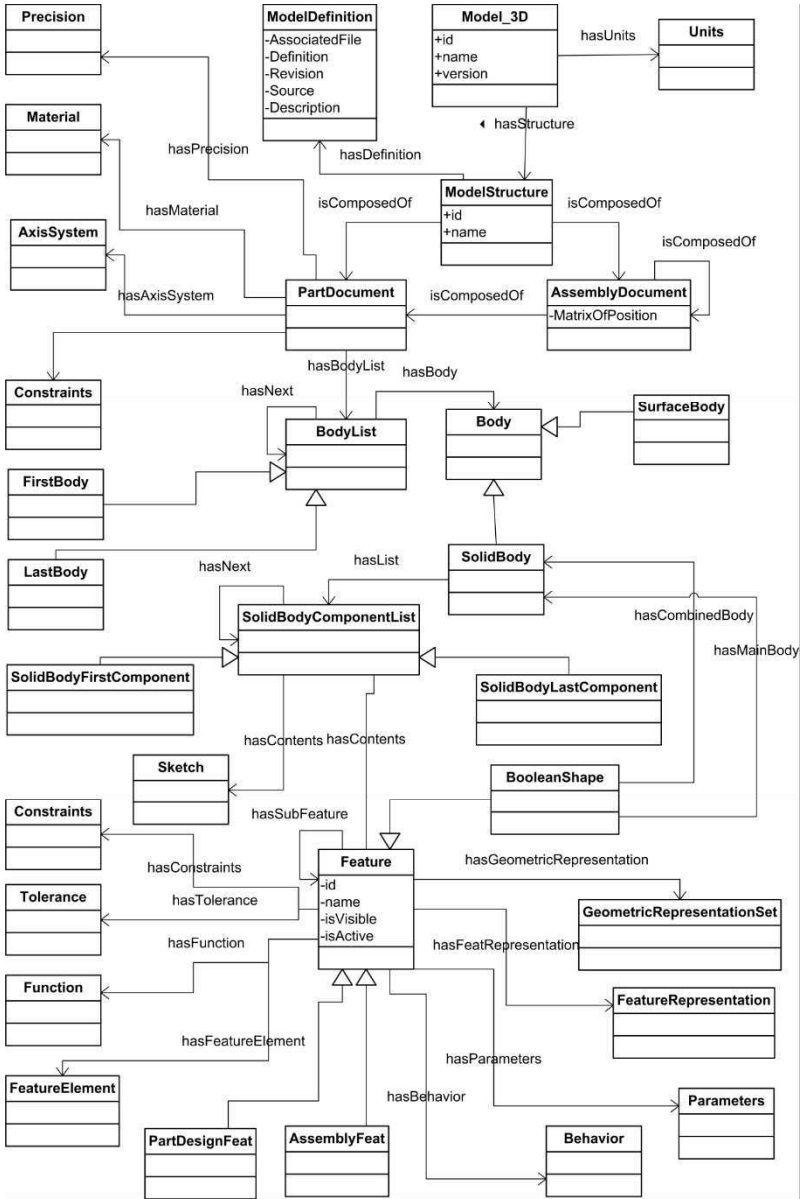 Precision
ModelDefinition
-AssociatedFile
-Definition
-Revision
-Source
-Description
Model_3D
+id
+name
+version
hasUnits
Units
Material
hasStructure
hasPrecision
hasDefinition
ModelStructure
+id
+name
hasMaterial
isComposedOf
isComposedOf
AxisSystem
isComposedOf
hasAxisSystem
PartDocument
isComposedOf
AssemblyDocument
-MatrixOfPosition
hasBodyList
hasBody
Constraints
hasNext
BodyList
Body
SurfaceBody
FirstBody
LastBody
hasNext
hasList
SolidBody
SolidBodyComponentList
hasCombinedBody
hasMainBody
SolidBodyFirstComponent
SolidBodyLastComponent
hasContents
hasContents
Sketch
BooleanShape
Constraints
hasSubFeature
Feature
-id
-name
-isVisible
-isActive
hasConstraints
hasGeometricRepresentation
Tolerance
hasTolerance
GeometricRepresentationSet
hasFunction
hasFeatRepresentation
Function
FeatureRepresentation
hasFeatureElement
hasParameters
FeatureElement
hasBehavior
Parameters
PartDesignFeat
AssemblyFeat
Behavior